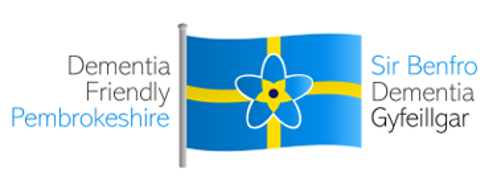 Dementia
Friendly
Pembrokeshire
Sir Benfro
Dementia
Gyfeillgar